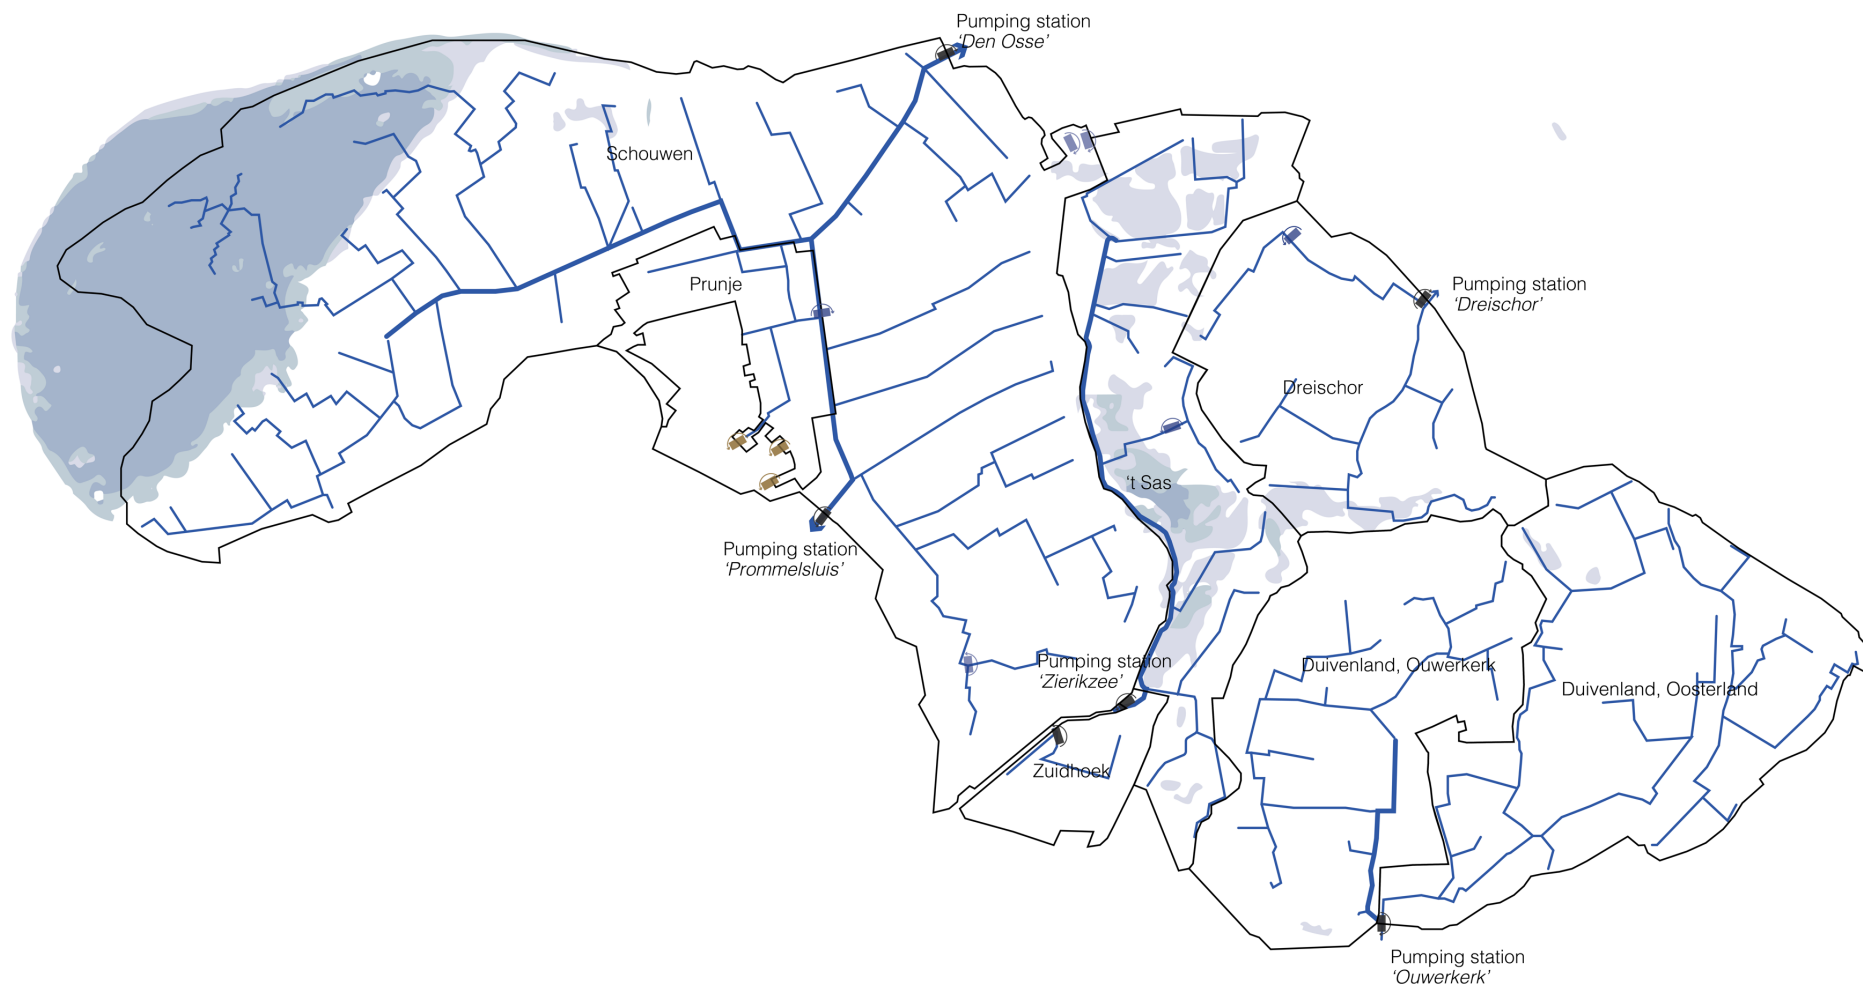 Pumping station
‘Den Osse’
Schouwen
Prunje
Pumping station
‘Dreischor’
Dreischor
‘t Sas
Pumping station
‘Prommelsluis’
Pumping station
‘Zierikzee’
Duivenland, Ouwerkerk
Duivenland, Oosterland
Zuidhoek
Pumping station
‘Ouwerkerk’